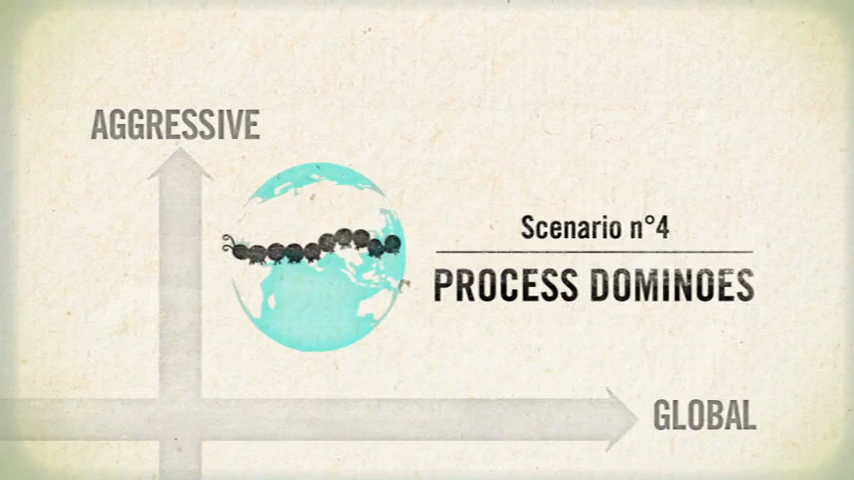 AGGRESSIVE
Scenario n°4
PROCESS DOMINOES
GLOBAL